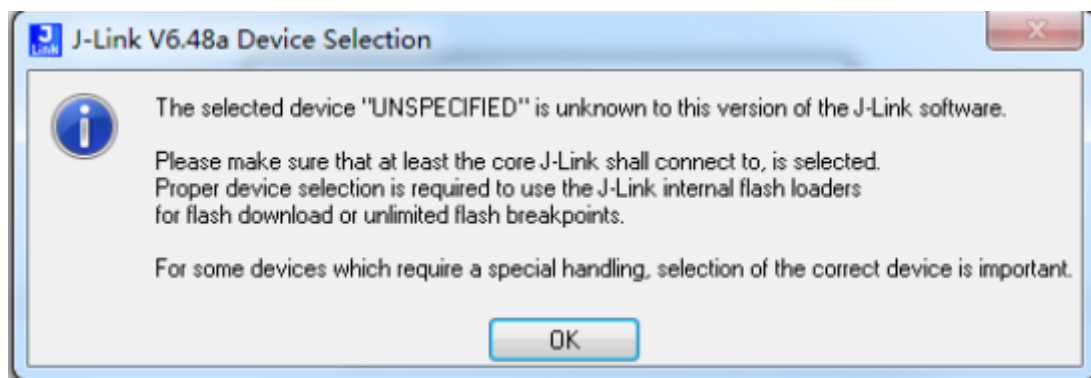 J-Link V6.48a Device Selection
The selected device "UNSPECIFIED" is unknown to this version of the J-Link software.
Please make sure that at least the core J-Link shall connect to, is selected.
Proper device selection is required to use the J-Link internal flash loaders
for flash download or unlimited flash breakpoints.
For some devices which require a special handling, selection of the correct device is important.
OK